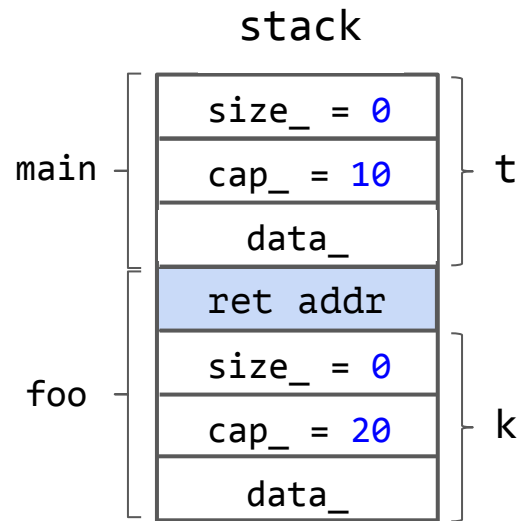 stack
size_ = 0
main
cap_ = 10
t
data_
ret addr
size_ = 0
foo
cap_ = 20
k
data_